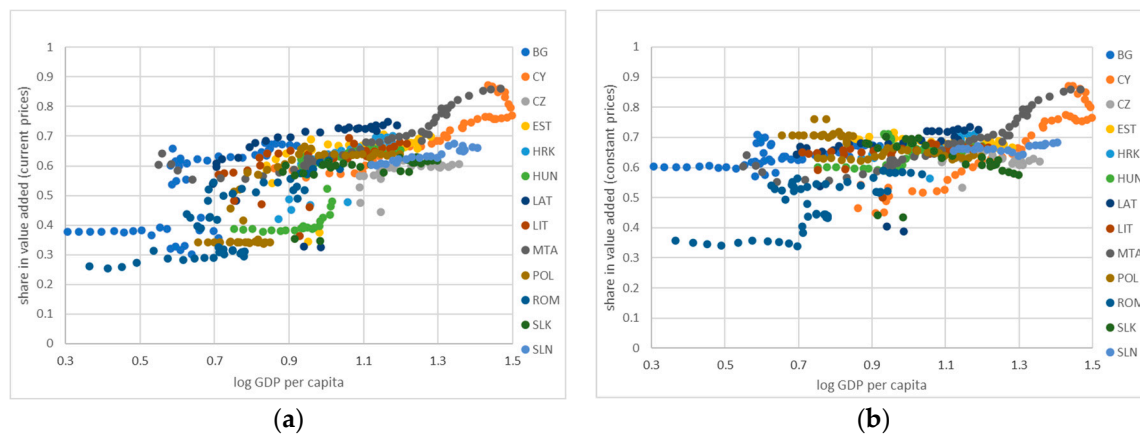 share in value added (current prices)
1
0.9
0.8
0.7
0.6
0.5
0.4
0.3
0.2
0.1
0
0.3 0.5 0.7 0.9 1.1 1.3 1.5
log GDP per capita
BG
CY
CZ
EST
HRK
HUN
LAT
LIT
MTA
POL
ROM
SLK
SLN
(a)
share in value added (constant prices)
1
0.9
0.8
0.7
0.6
0.5
0.4
0.3
0.2
0.1
0
0.3 0.5 0.7 0.9 1.1 1.3 1.5
log GDP per capita
BG
CY
CZ
EST
HRK
HUN
LAT
LIT
MTA
POL
ROM
SLK
SLN
(b)